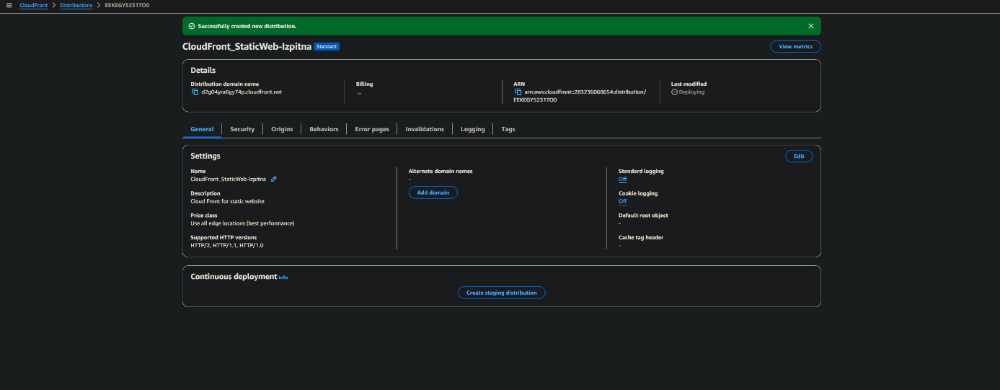 CloudFront > Distributions > EEKEGY5231TO0
Successfully created new distribution.
CloudFront_StaticWeb-Izpitna Standard
View metrics
Details
Distribution domain name
d2g04yra6gy74p.cloudfront.net
Billing
ARN
arn:aws:cloudfront::283236068654:distribution/
EEKEGY5231TO0
Last modified
Deploying
General Security Origins Behaviors Error pages Invalidations Logging Tags
Settings
Edit
Name
CloudFront_StaticWeb-Izpitna
Description
Cloud Front for static website
Price class
Use all edge locations (best performance)
Supported HTTP versions
HTTP/2, HTTP/1.1, HTTP/1.0
Alternate domain names
-
Add domain
Standard logging
Off
Cookie logging
Off
Default root object
-
Cache tag header
-
Continuous deployment Info
Create staging distribution